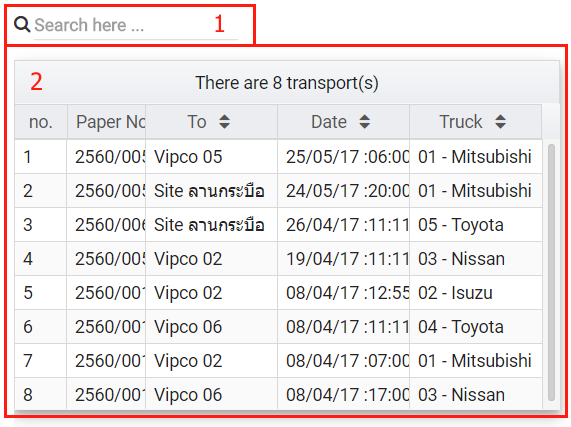 Search here ... 1
2 There are 8 transport(s)
no. Paper No To Date Truck
1 2560/005 Vipco 05 25/05/17 :06:00 01 - Mitsubishi
2 2560/005 Site ลานกระบือ 24/05/17 :20:00 01 - Mitsubishi
3 2560/006 Site ลานกระบือ 26/04/17 :11:11 05 - Toyota
4 2560/005 Vipco 02 19/04/17 :11:11 03 - Nissan
5 2560/001 Vipco 02 08/04/17 :12:55 02 - Isuzu
6 2560/001 Vipco 06 08/04/17 :11:11 04 - Toyota
7 2560/001 Vipco 02 08/04/17 :07:00 01 - Mitsubishi
8 2560/001 Vipco 06 08/04/17 :17:00 03 - Nissan